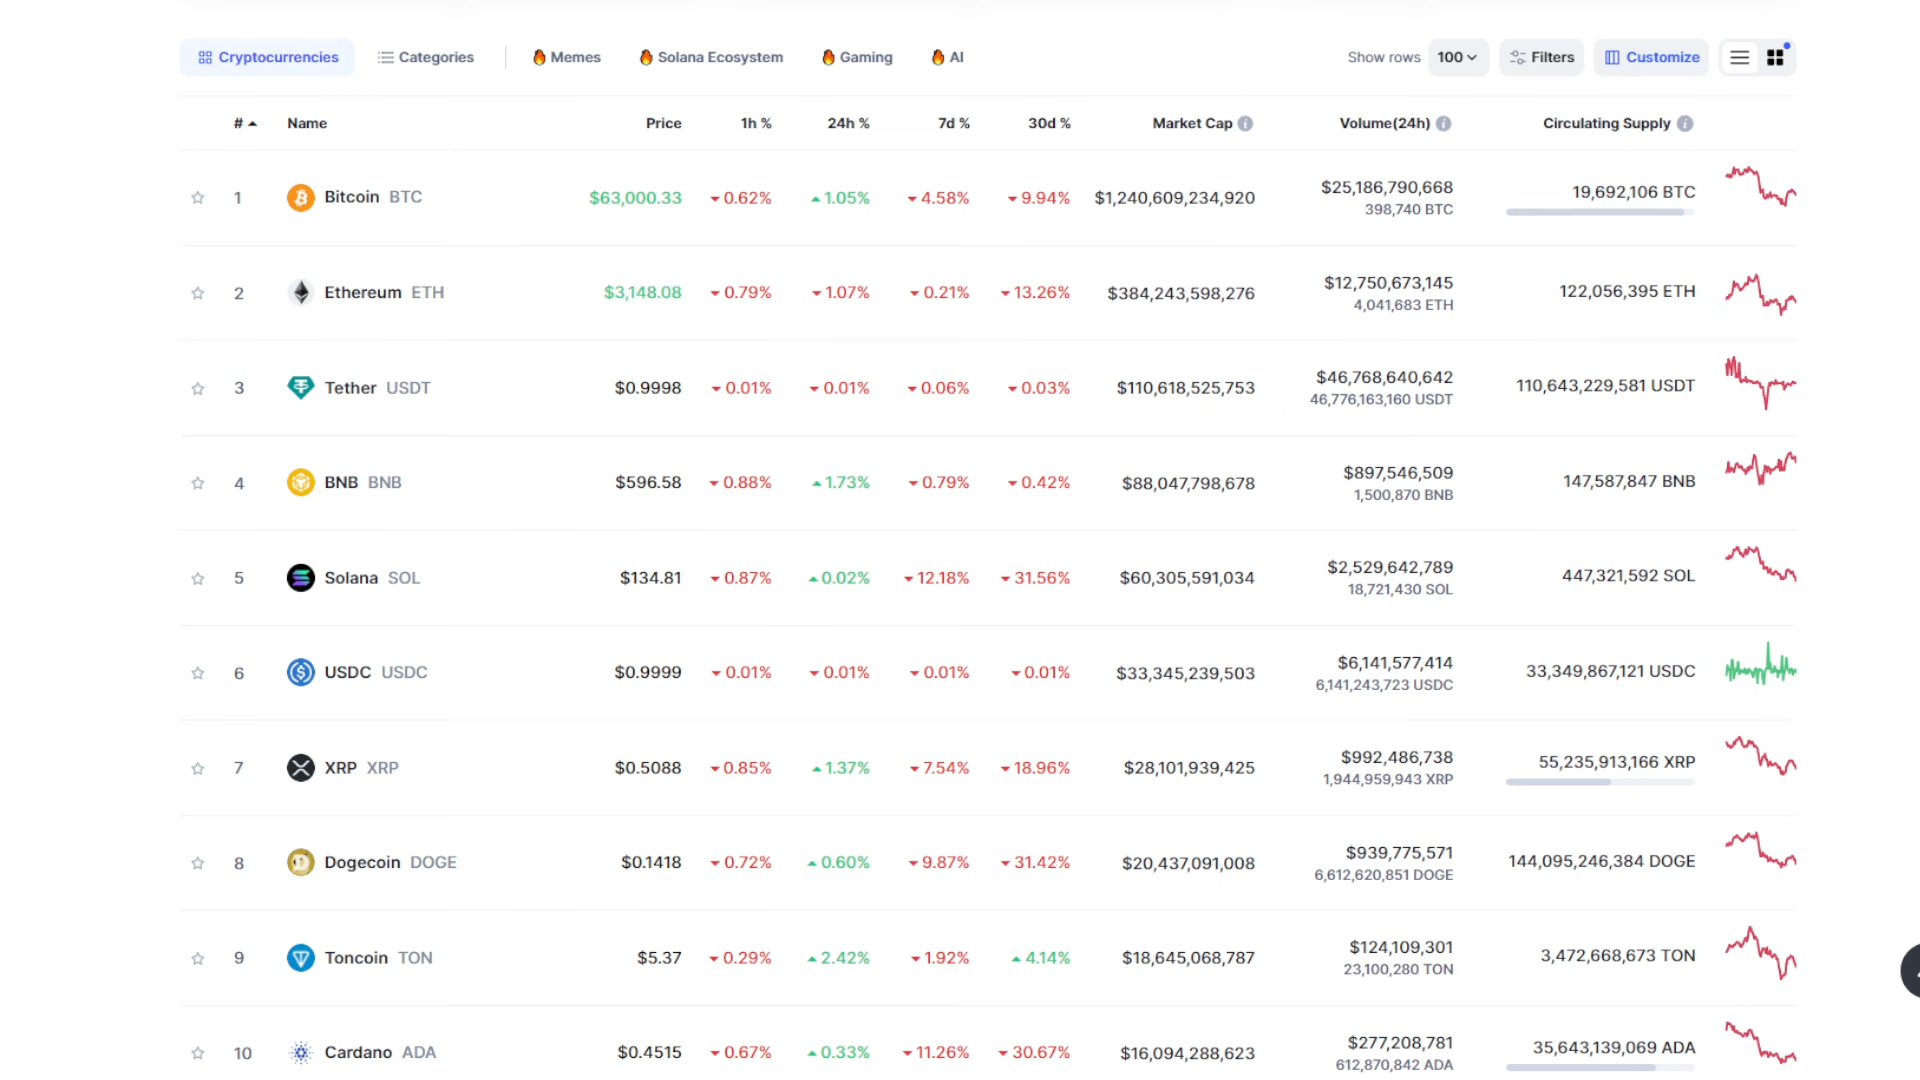 Cryptocurrencies Categories Memes Solana Ecosystem Gaming AI Show rows 100 Filters Customize
# Name Price 1h % 24h % 7d % 30d % Market Cap Volume(24h) Circulating Supply
1 Bitcoin BTC $63,000.33 0.62% 1.05% 4.58% 9.94% $1,240,609,234,920 $25,186,790,668 19,692,106 BTC
398,740 BTC
2 Ethereum ETH $3,148.08 0.79% 1.07% 0.21% 13.26% $384,243,598,276 $12,750,673,145 122,056,395 ETH
4,041,683 ETH
3 Tether USDT $0.9998 0.01% 0.01% 0.06% 0.03% $110,618,525,753 $46,768,640,642 110,643,229,581 USDT
46,776,163,160 USDT
4 BNB BNB $596.58 0.88% 1.73% 0.79% 0.42% $88,047,798,678 $897,546,509 147,587,847 BNB
1,500,870 BNB
5 Solana SOL $134.81 0.87% 0.02% 12.18% 31.56% $60,305,591,034 $2,529,642,789 447,321,592 SOL
18,721,430 SOL
6 USDC USDC $0.9999 0.01% 0.01% 0.01% 0.01% $33,345,239,503 $6,141,577,414 33,349,867,121 USDC
6,141,243,723 USDC
7 XRP XRP $0.5088 0.85% 1.37% 7.54% 18.96% $28,101,939,425 $992,486,738 55,235,913,166 XRP
1,944,959,943 XRP
8 Dogecoin DOGE $0.1418 0.72% 0.60% 9.87% 31.42% $20,437,091,008 $939,775,571 144,095,246,384 DOGE
6,612,620,851 DOGE
9 Toncoin TON $5.37 0.29% 2.42% 1.92% 4.14% $18,645,068,787 $124,109,301 3,472,668,673 TON
23,100,280 TON
10 Cardano ADA $0.4515 0.67% 0.33% 11.26% 30.67% $16,094,288,623 $277,208,781 35,643,139,069 ADA
612,870,842 ADA